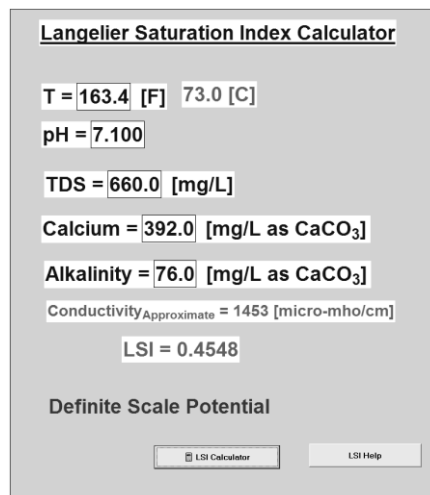 Langelier Saturation Index Calculator
T = 163.4 [F] 73.0 [C]
pH = 7.100
TDS = 660.0 [mg/L]
Calcium = 392.0 [mg/L as CaCO₃]
Alkalinity = 76.0 [mg/L as CaCO₃]
Conductivity Approximate = 1453 [micro-mho/cm]
LSI = 0.4548
Definite Scale Potential
LSI Calculator LSI Help